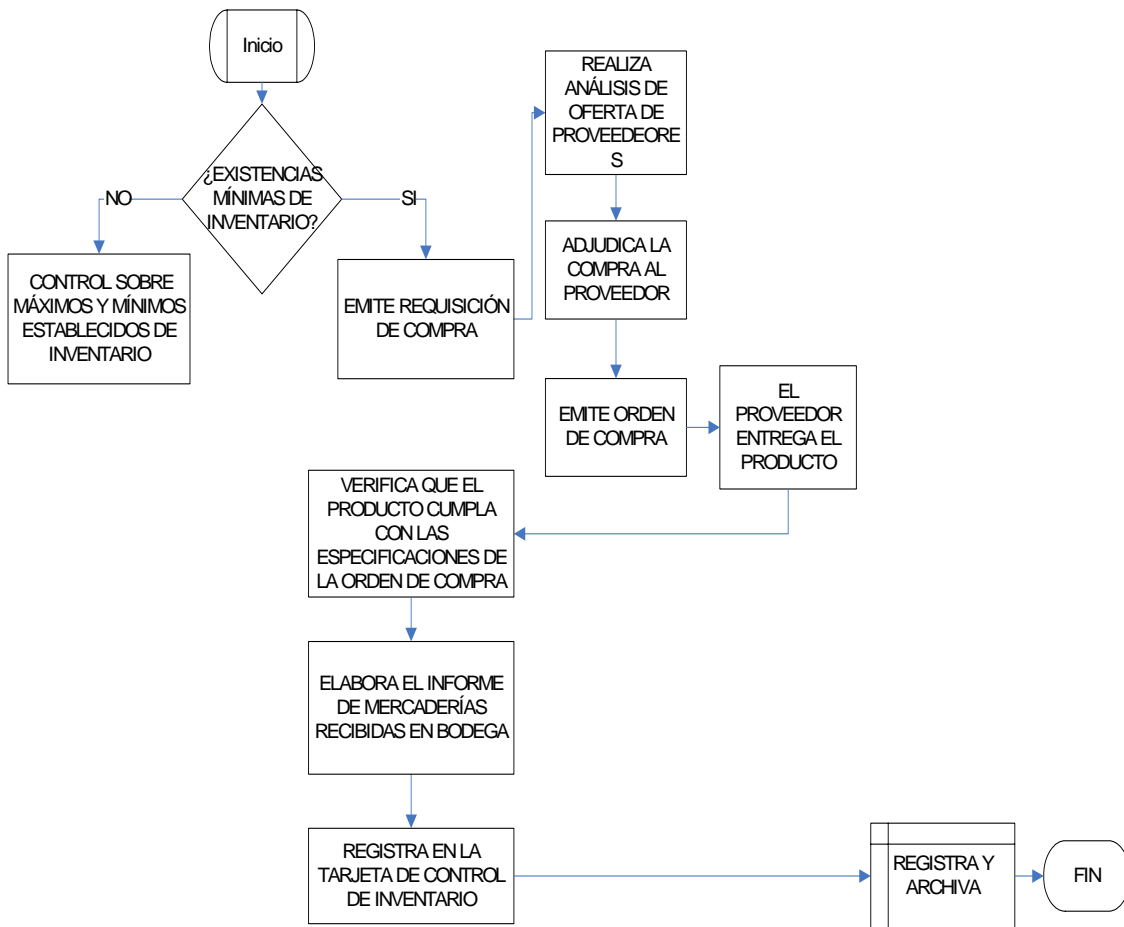 Inicio
¿EXISTENCIAS
MÍNIMAS DE
INVENTARIO?
NO
SI
CONTROL SOBRE
MÁXIMOS Y MÍNIMOS
ESTABLECIDOS DE
INVENTARIO
EMITE REQUISICIÓN
DE COMPRA
REALIZA
ANÁLISIS DE
OFERTA DE
PROVEEDEORE
S
ADJUDICA LA
COMPRA AL
PROVEEDOR
EMITE ORDEN
DE COMPRA
EL
PROVEEDOR
ENTREGA EL
PRODUCTO
VERIFICA QUE EL
PRODUCTO CUMPLA
CON LAS
ESPECIFICACIONES DE
LA ORDEN DE COMPRA
ELABORA EL INFORME
DE MERCADERÍAS
RECIBIDAS EN BODEGA
REGISTRA EN LA
TARJETA DE CONTROL
DE INVENTARIO
REGISTRA Y
ARCHIVA
FIN